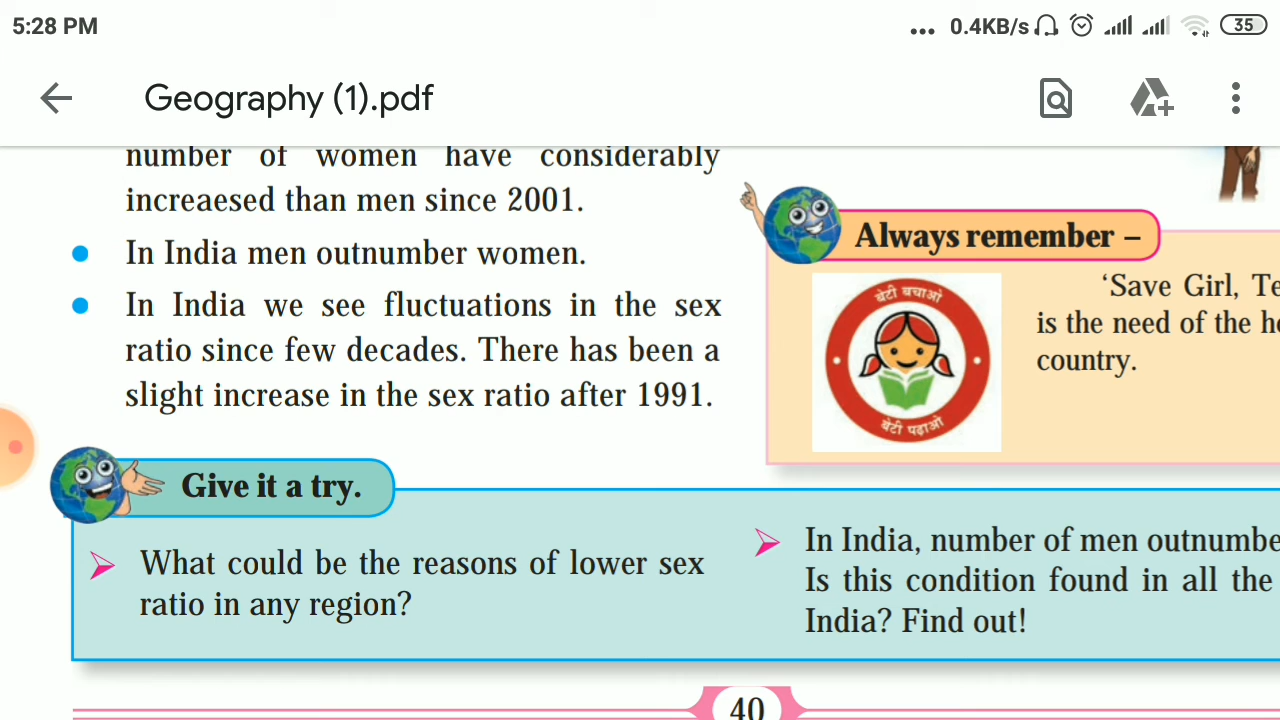 5:28 PM
... 0.4KB/s 35
Geography (1).pdf
number of women have considerably
increaesed than men since 2001.
In India men outnumber women.
In India we see fluctuations in the sex
ratio since few decades. There has been a
slight increase in the sex ratio after 1991.
Always remember –
बेटी बचाओ
बेटी पढ़ाओ
‘Save Girl, Te
is the need of the h
country.
Give it a try.
What could be the reasons of lower sex
ratio in any region?
In India, number of men outnumbe
Is this condition found in all the
India? Find out!
40